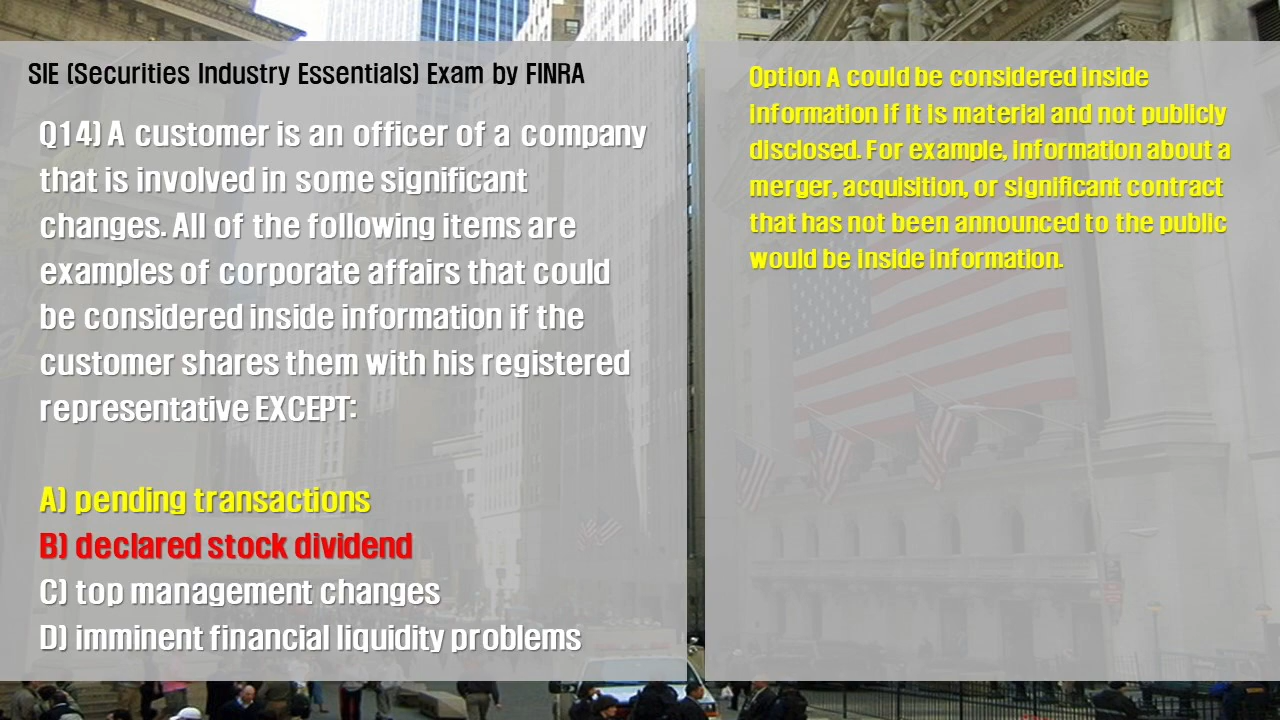 SIE (Securities Industry Essentials) Exam by FINRA
Q14) A customer is an officer of a company
that is involved in some significant
changes. All of the following items are
examples of corporate affairs that could
be considered inside information if the
customer shares them with his registered
representative EXCEPT:
A) pending transactions
B) declared stock dividend
C) top management changes
D) imminent financial liquidity problems
Option A could be considered inside
information if it is material and not publicly
disclosed. For example, information about a
merger, acquisition, or significant contract
that has not been announced to the public
would be inside information.